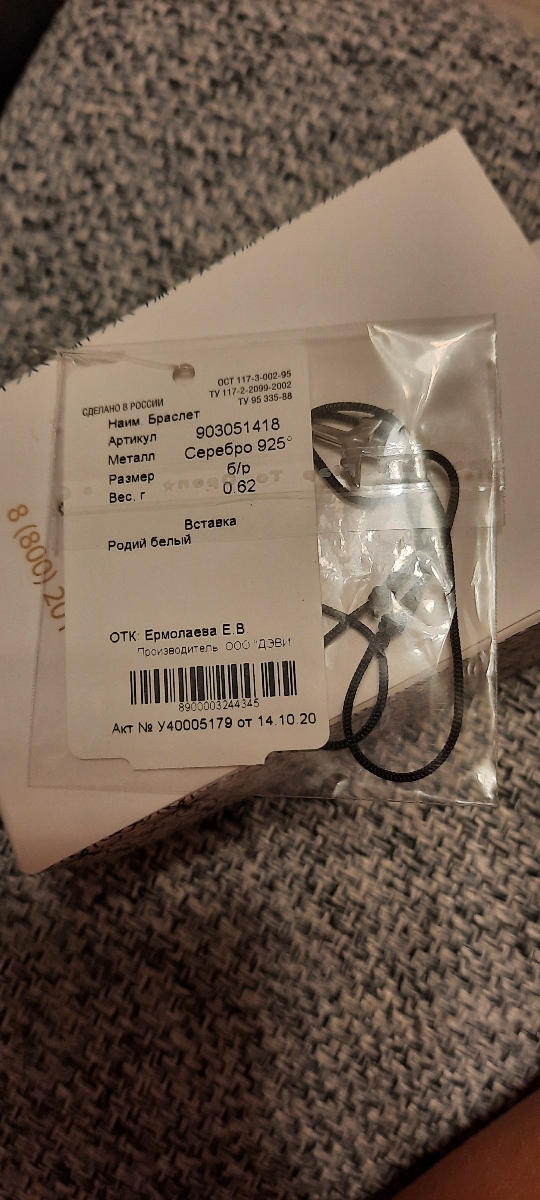 ОСТ 117-3-002-95
ТУ 117-2-2099-2002
ТУ 95 335-88
СДЕЛАНО В РОССИИ
Наим. Браслет
Артикул 903051418
Металл Серебро 925°
Размер б/р
Вес, г 0.62
Вставка
Родий белый
ОТК: Ермолаева Е.В
Производитель: ООО "ДЭВИ"
8900003244345
Акт № У40005179 от 14.10.20
8 (800) 20